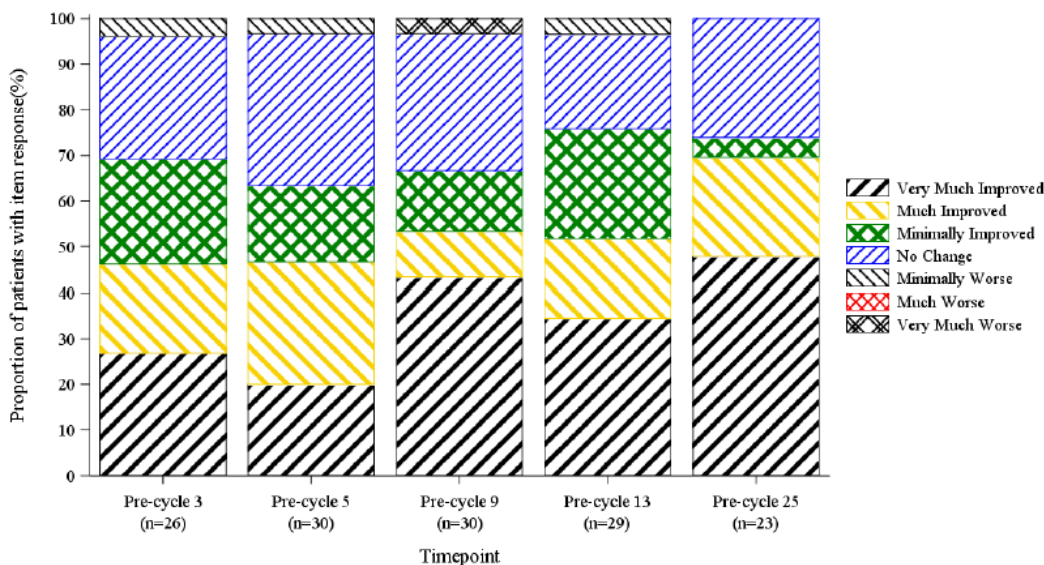 Proportion of patients with item response(%)
100
90
80
70
60
50
40
30
20
10
0
Pre-cycle 3
(n=26)
Pre-cycle 5
(n=30)
Pre-cycle 9
(n=30)
Pre-cycle 13
(n=29)
Pre-cycle 25
(n=23)
Timepoint
Very Much Improved
Much Improved
Minimally Improved
No Change
Minimally Worse
Much Worse
Very Much Worse